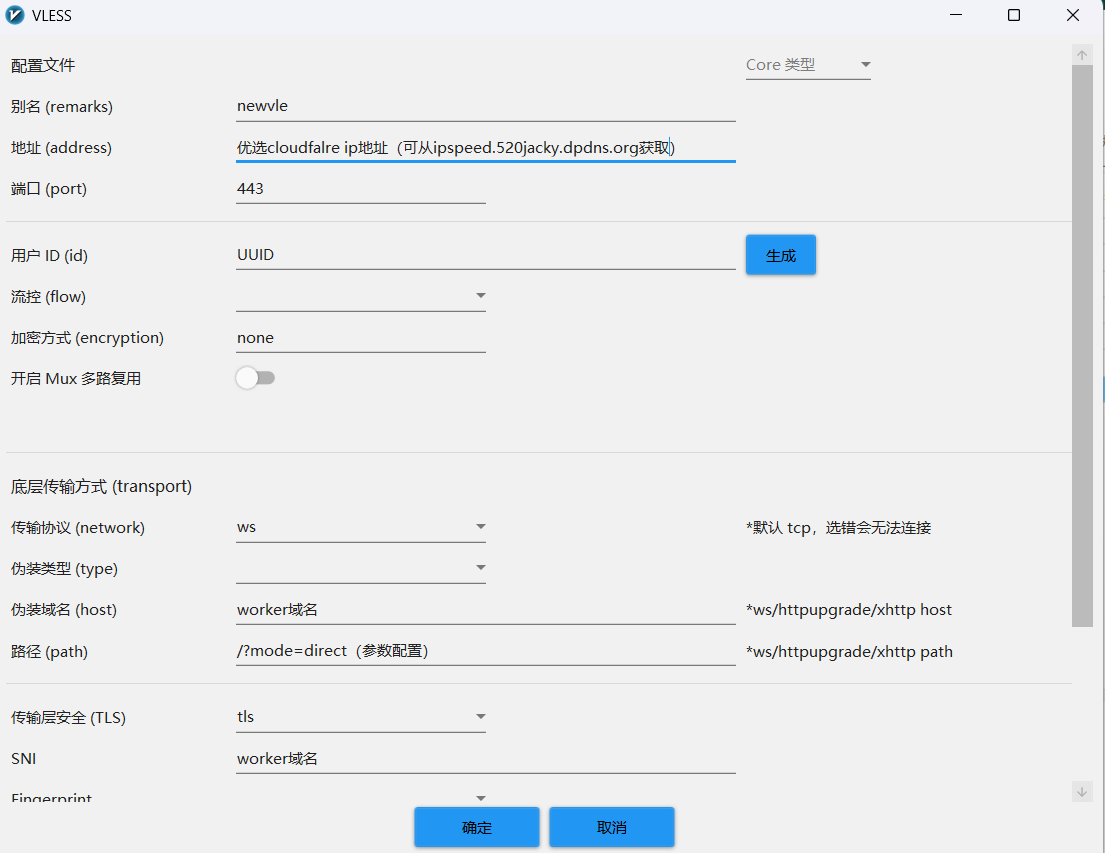 VLESS
配置文件
Core 类型
别名 (remarks) newvle
地址 (address) 优选cloudfalre ip地址（可从ipspeed.520jacky.dpdns.org获取)
端口 (port) 443
用户 ID (id) UUID 生成
流控 (flow)
加密方式 (encryption) none
开启 Mux 多路复用
底层传输方式 (transport)
传输协议 (network) ws *默认 tcp，选错会无法连接
伪装类型 (type)
伪装域名 (host) worker域名 *ws/httpupgrade/xhttp host
路径 (path) /?mode=direct（参数配置） *ws/httpupgrade/xhttp path
传输层安全 (TLS) tls
SNI worker域名
Fingerprint
确定 取消